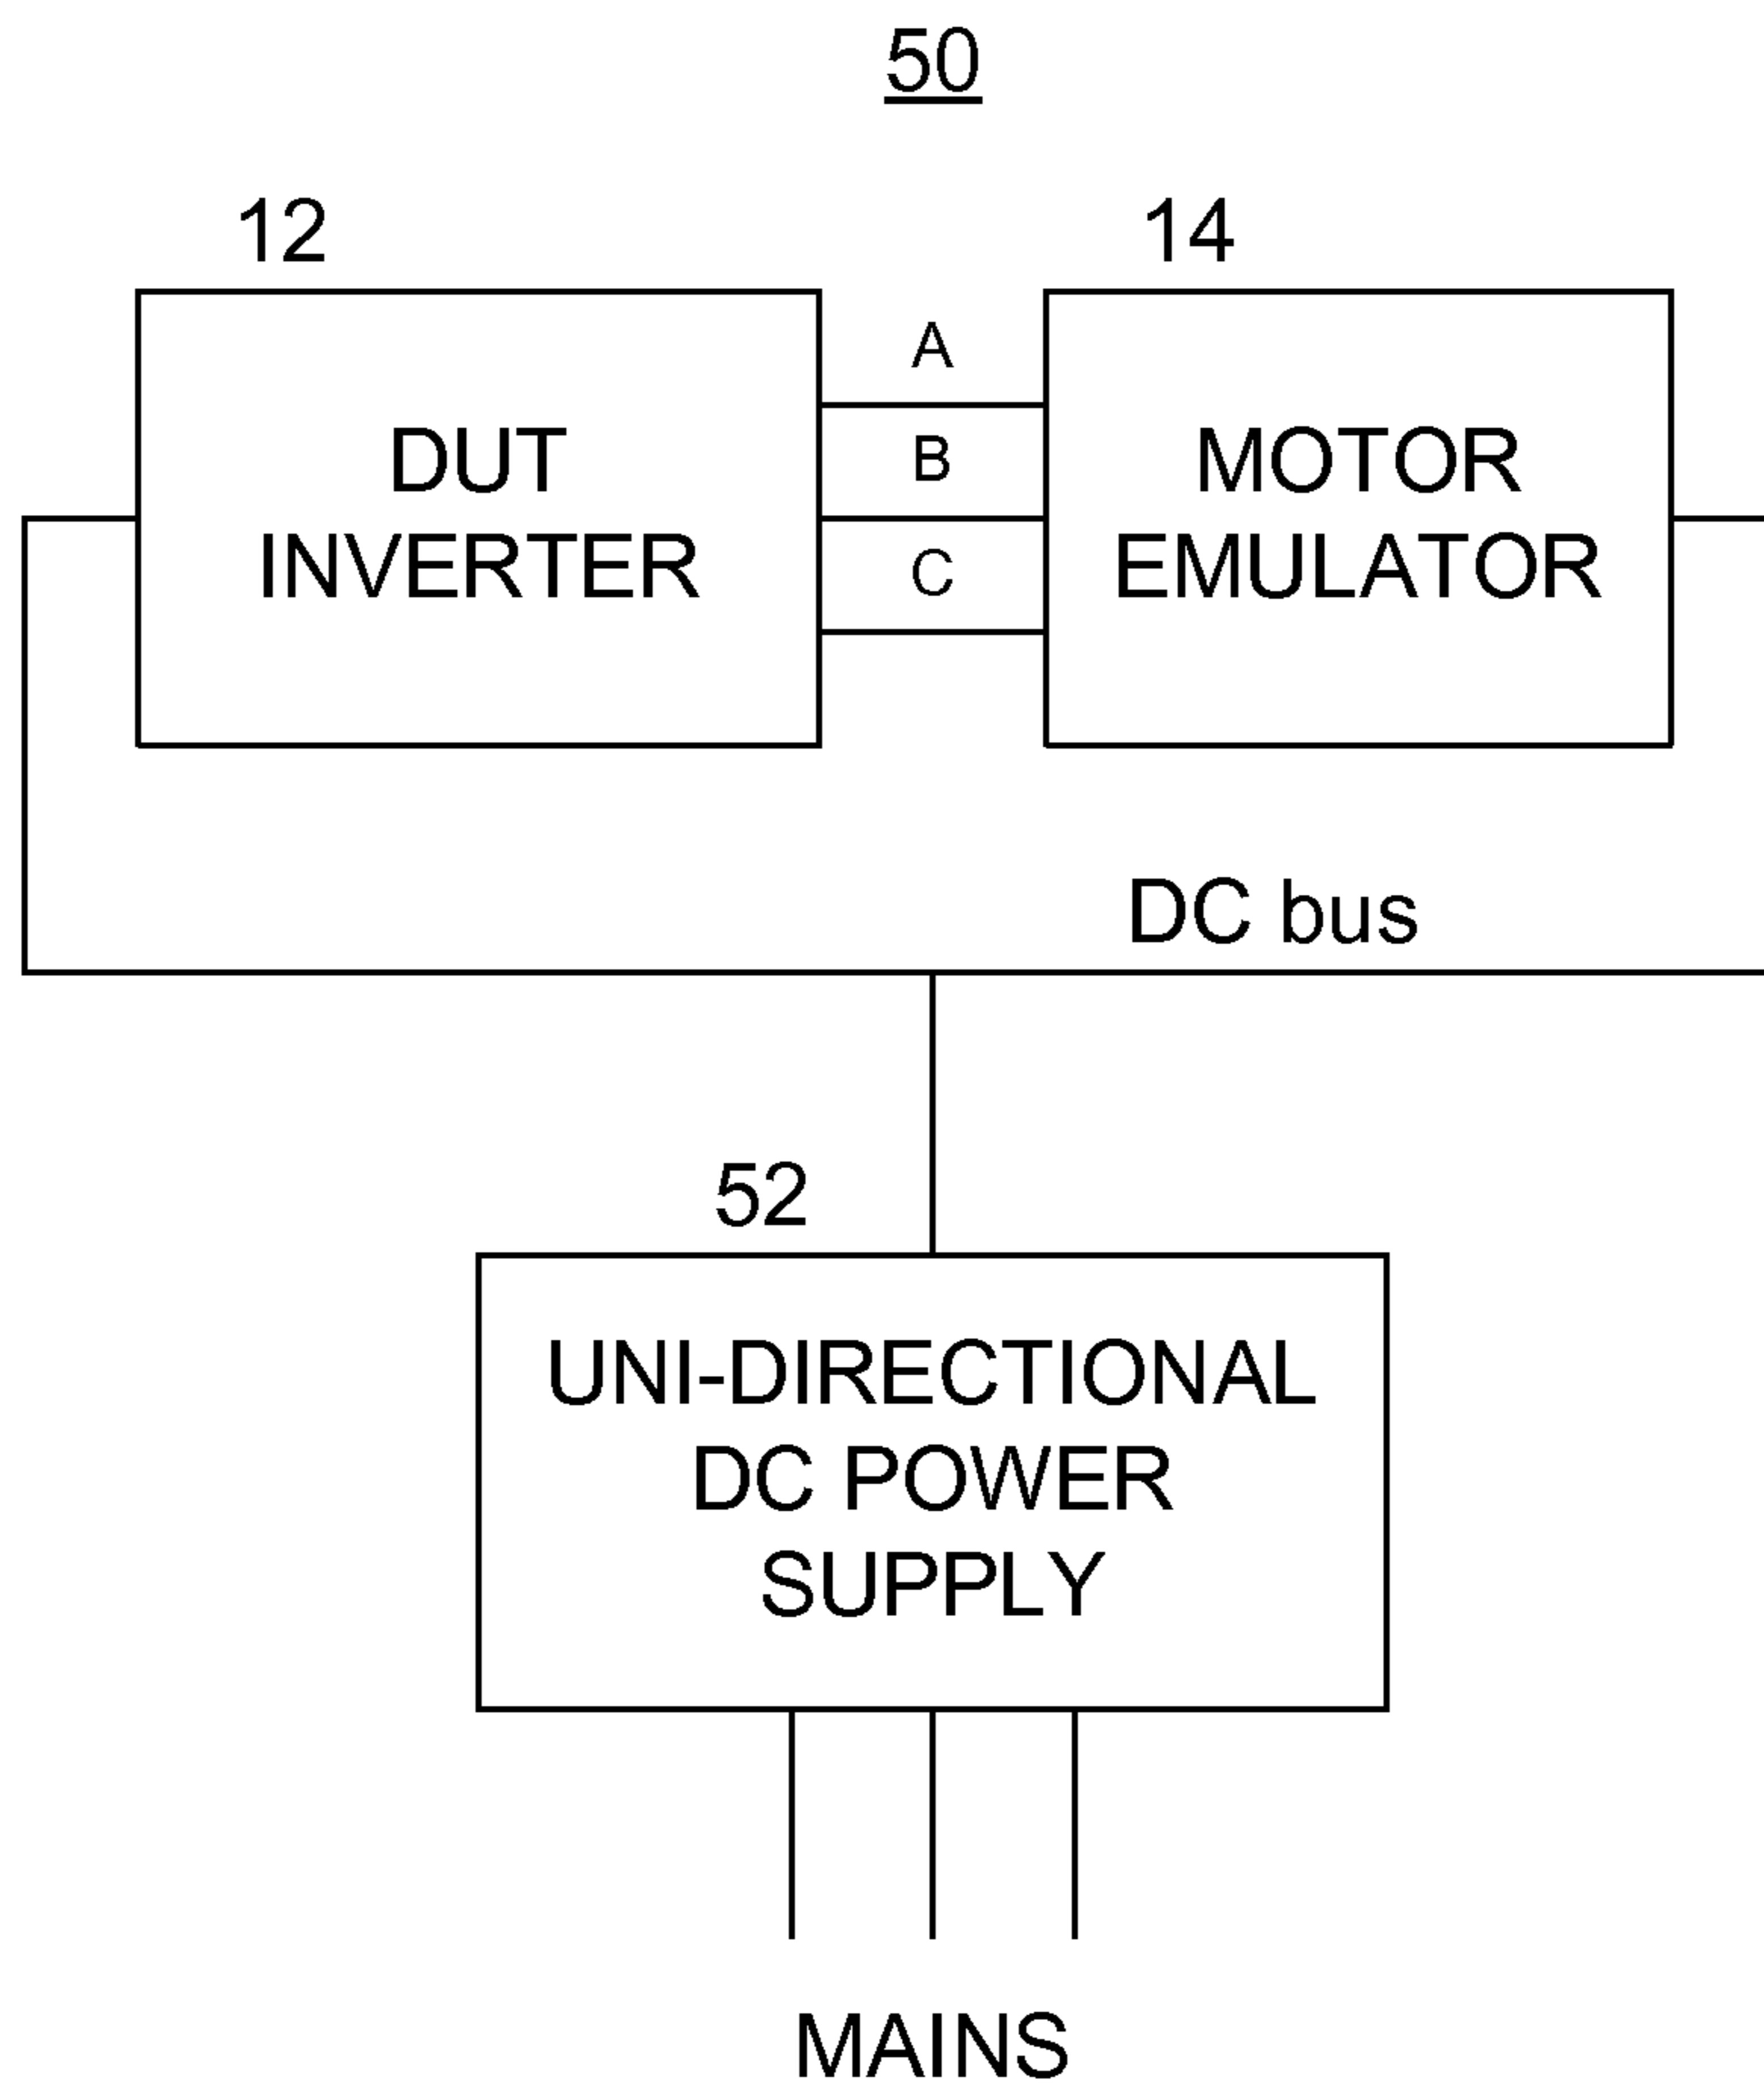 50
12
14
A
B
C
DUT
INVERTER
MOTOR
EMULATOR
DC bus
52
UNI-DIRECTIONAL
DC POWER
SUPPLY
MAINS